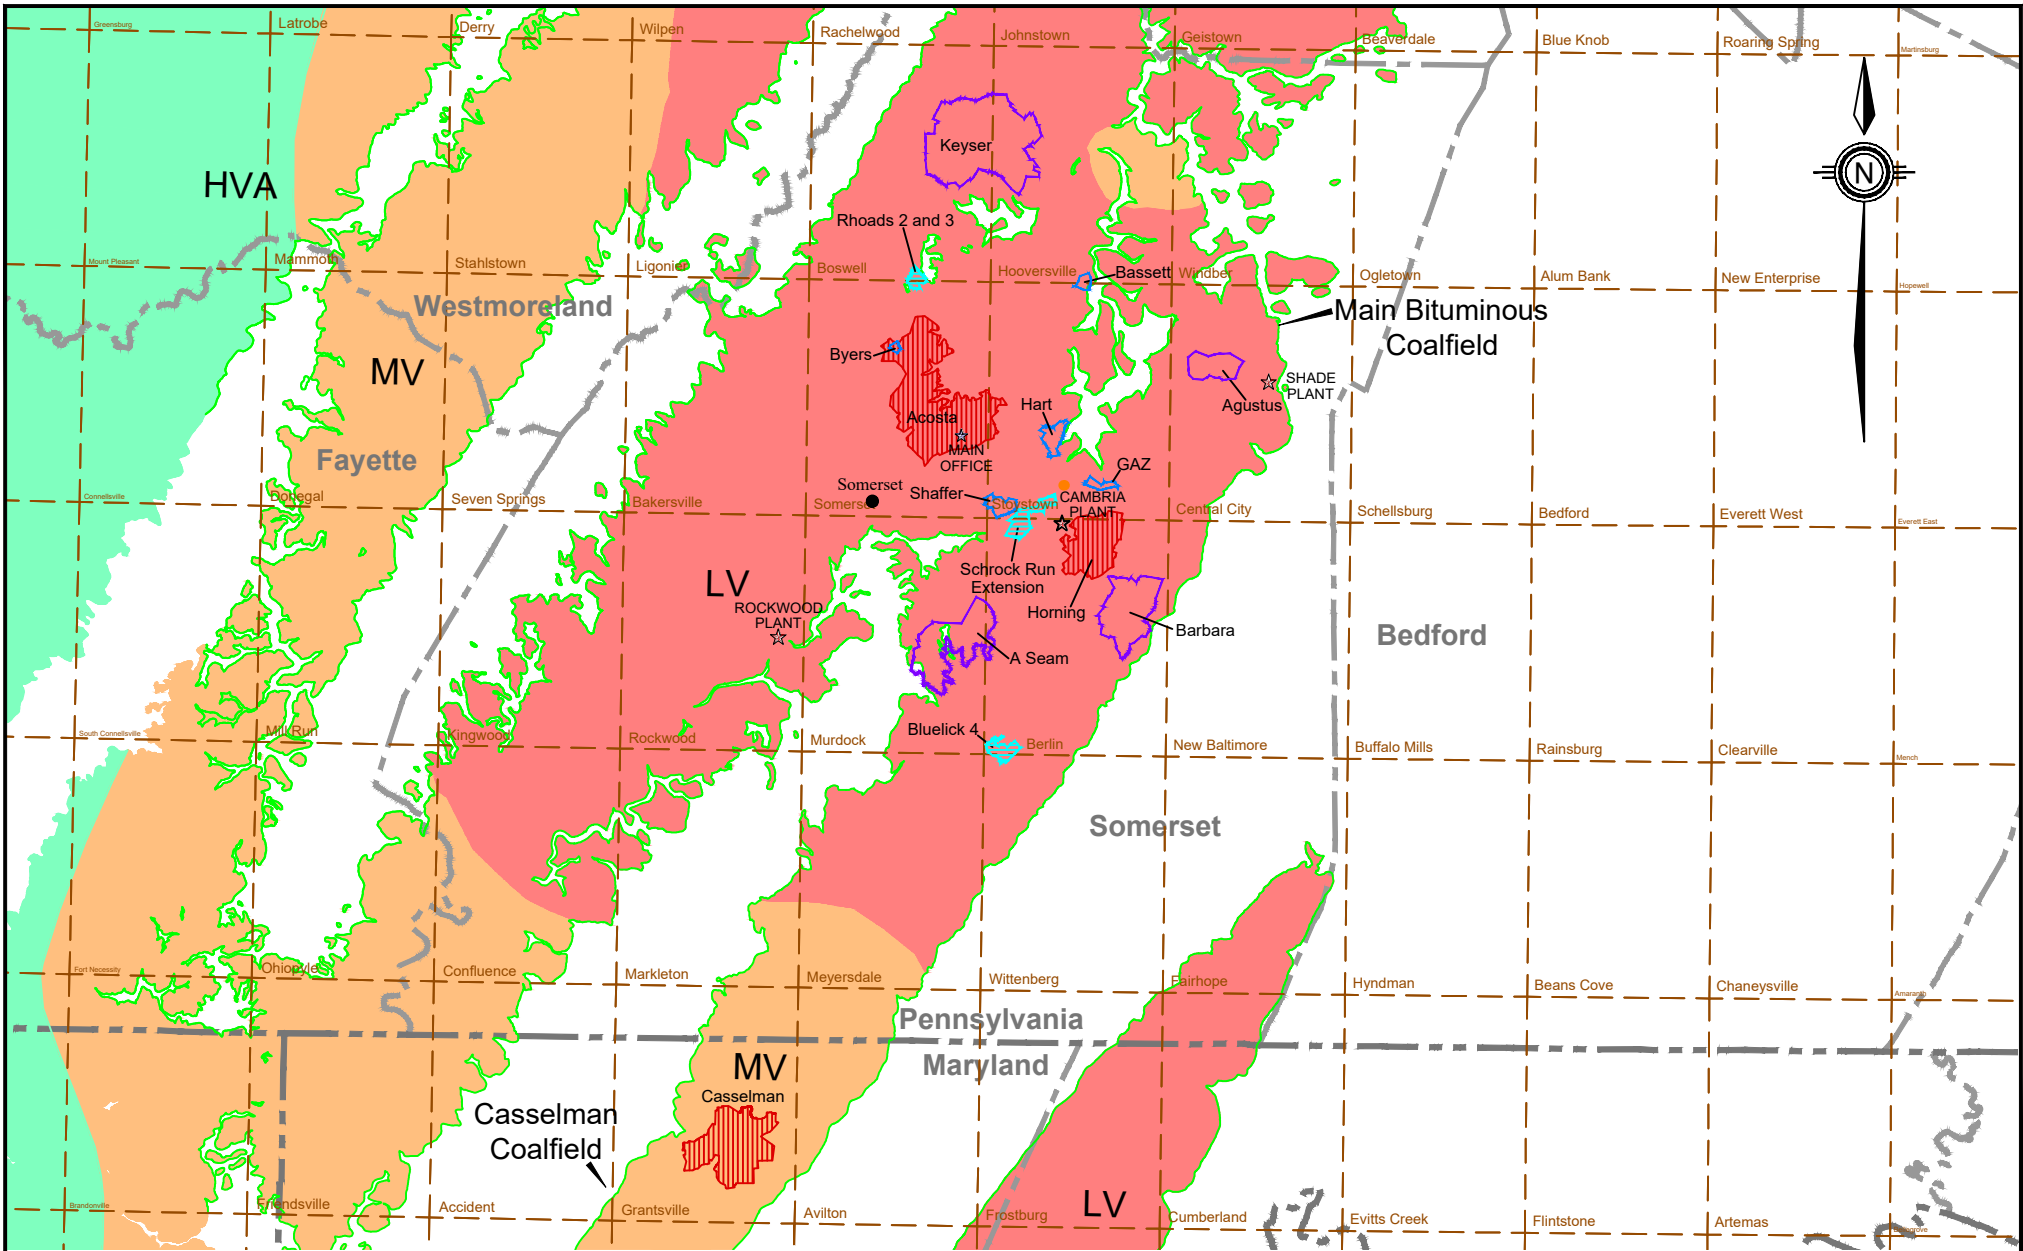 Greensburg
Latrobe
Derry
Wilpen
Rachelwood
Johnstown
Geistown
Beaverdale
Blue Knob
Roaring Spring
Martinsburg
Keyser
N
HVA
Rhoads 2 and 3
Mount Pleasant
Mammoth
Stahlstown
Ligonier
Boswell
Hooversville
Bassett
Windber
Ogletown
Alum Bank
New Enterprise
Hopewell
Westmoreland
Main Bituminous
Coalfield
MV
Byers
SHADE
PLANT
Agustus
Hart
Acosta
MAIN
OFFICE
Fayette
GAZ
Somerset
Shaffer
Connellsville
Donegal
Seven Springs
Bakersville
Somerset
Stoystown
CAMBRIA
PLANT
Central City
Schellsburg
Bedford
Everett West
Everett East
Schrock Run
Extension
LV
ROCKWOOD
PLANT
Horning
Barbara
Bedford
A Seam
South Connellsville
Mill Run
Kingwood
Rockwood
Murdock
Bluelick 4
Berlin
New Baltimore
Buffalo Mills
Rainsburg
Clearville
Mench
Somerset
Fort Necessity
Ohiopyle
Confluence
Markleton
Meyersdale
Wittenberg
Fairhope
Hyndman
Beans Cove
Chaneysville
Amaranth
Pennsylvania
Maryland
MV
Casselman
Casselman
Coalfield
LV
Brandonville
Friendsville
Accident
Grantsville
Avilton
Frostburg
Cumberland
Evitts Creek
Flintstone
Artemas